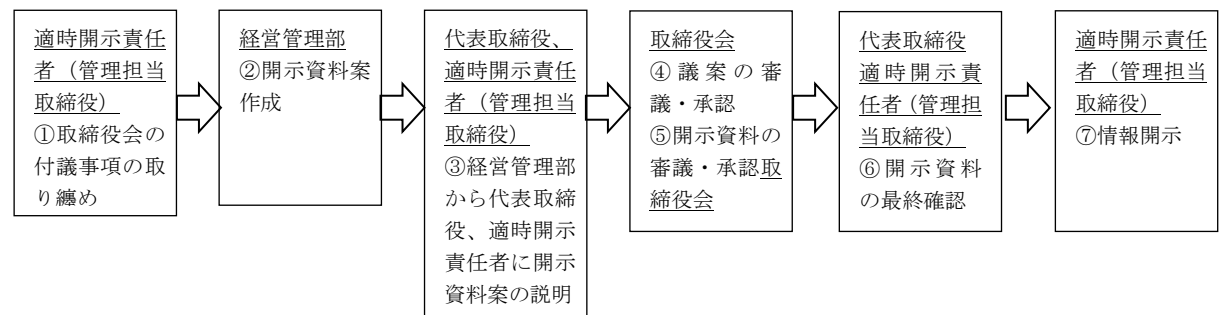 適時開示責任
者（管理担当
取締役）
①取締役会の
付議事項の取
り纏め
経営管理部
②開示資料案
作成
代表取締役、
適時開示責任
者（管理担当
取締役）
③経営管理部
から代表取締
役、適時開示
責任者に開示
資料案の説明
取締役会
④議案の審
議・承認
⑤開示資料の
審議・承認取
締役会
代表取締役
適時開示責
任者（管理担
当取締役）
⑥開示資料
の最終確認
適時開示責任
者（管理担当
取締役）
⑦情報開示